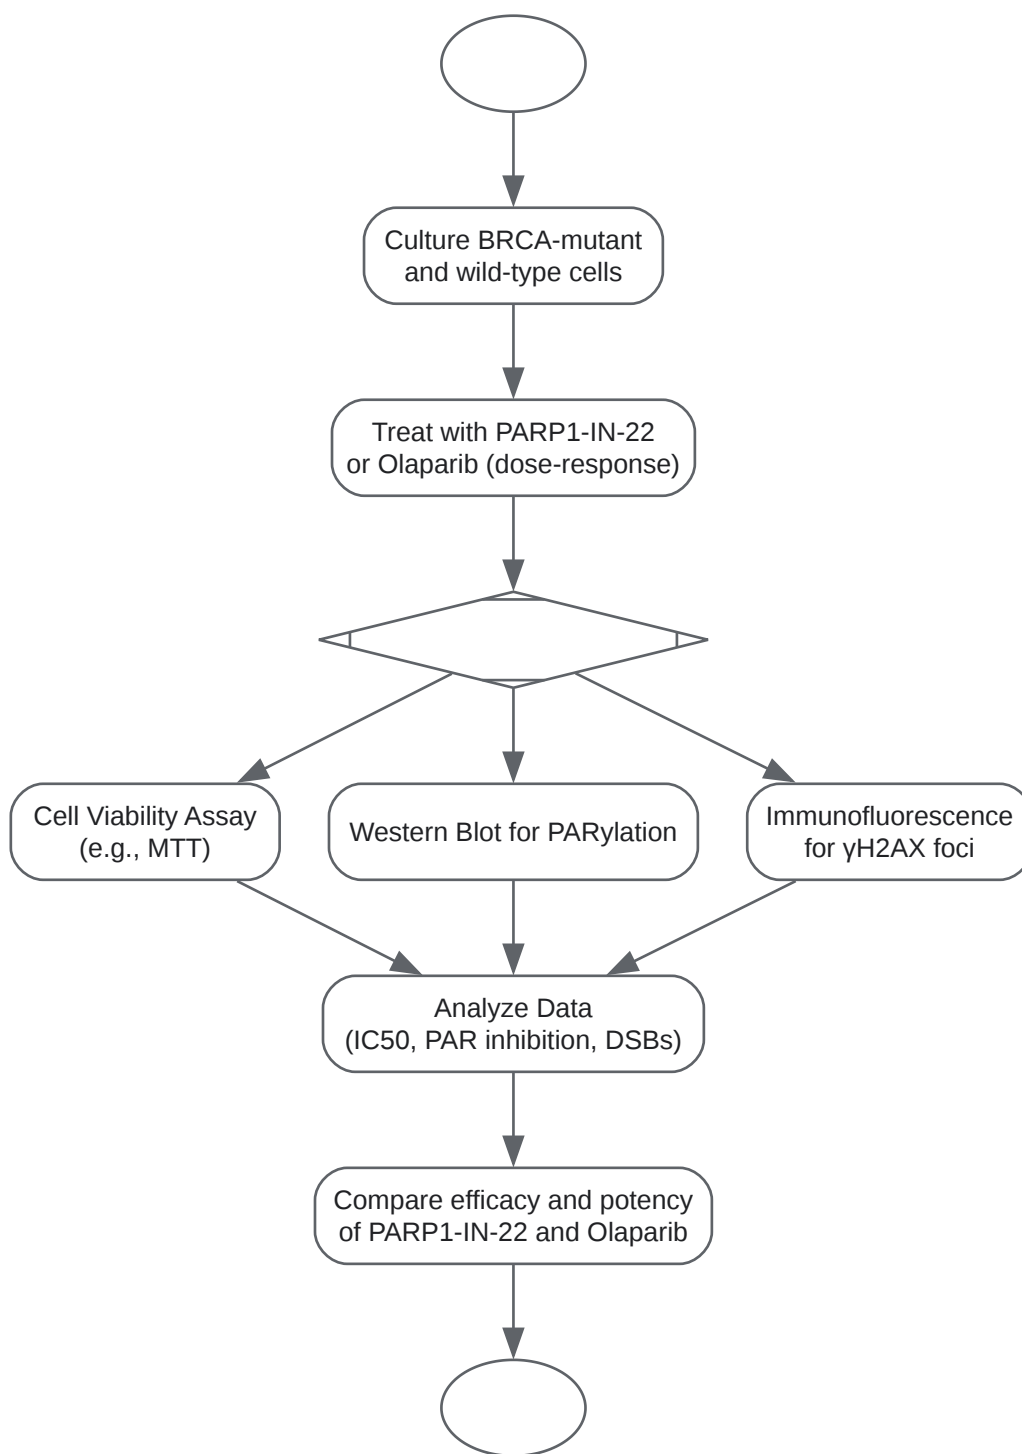 Culture BRCA-mutant
and wild-type cells
Treat with PARP1-IN-22
or Olaparib (dose-response)
Cell Viability Assay
(e.g., MTT)
Western Blot for PARylation
Immunofluorescence
for γH2AX foci
Analyze Data
(IC50, PAR inhibition, DSBs)
Compare efficacy and potency
of PARP1-IN-22 and Olaparib